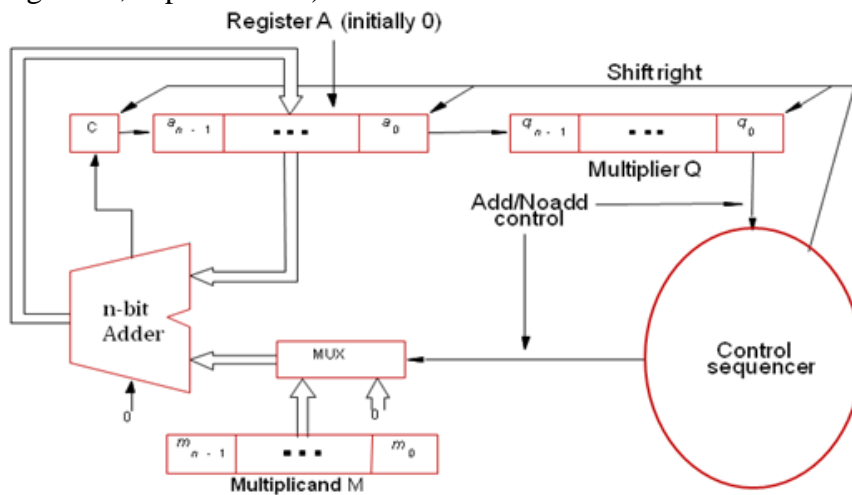 Register A (initially 0)
Shift right
C
a n - 1 ... a 0
q n - 1 ... q 0
Multiplier Q
Add/Noadd
control
n-bit
Adder
MUX
Control
sequencer
0
0
m n - 1 ... m 0
Multiplicand M